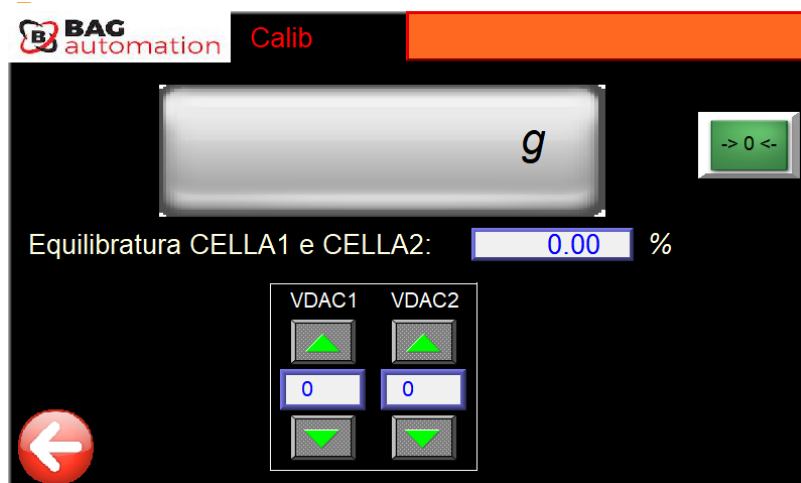 BAG
automation
Calib
g
-> 0 <-
Equilibratura CELLA1 e CELLA2: 0.00 %
VDAC1 VDAC2
0 0